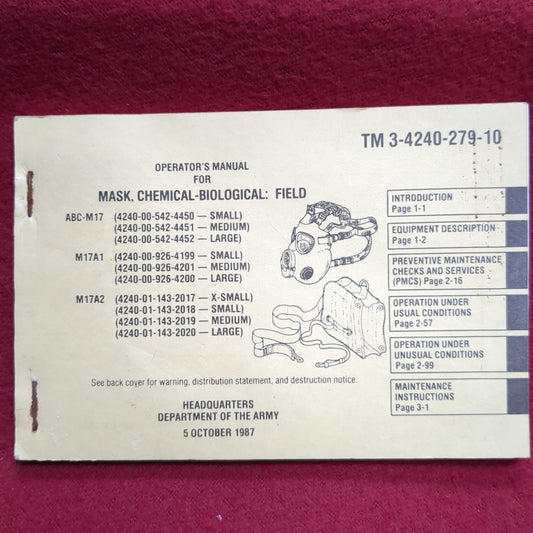 TM 3-4240-279-10
OPERATOR'S MANUAL
FOR
MASK, CHEMICAL-BIOLOGICAL: FIELD
ABC-M17 (4240-00-542-4450 — SMALL)
(4240-00-542-4451 — MEDIUM)
(4240-00-542-4452 — LARGE)
M17A1 (4240-00-926-4199 — SMALL)
(4240-00-926-4201 — MEDIUM)
(4240-00-926-4200 — LARGE)
M17A2 (4240-01-143-2017 — X-SMALL)
(4240-01-143-2018 — SMALL)
(4240-01-143-2019 — MEDIUM)
(4240-01-143-2020 — LARGE)
See back cover for warning, distribution statement, and destruction notice.
HEADQUARTERS
DEPARTMENT OF THE ARMY
5 OCTOBER 1987
INTRODUCTION
Page 1-1
EQUIPMENT DESCRIPTION
Page 1-2
PREVENTIVE MAINTENANCE
CHECKS AND SERVICES
(PMCS) Page 2-16
OPERATION UNDER
USUAL CONDITIONS
Page 2-57
OPERATION UNDER
UNUSUAL CONDITIONS
Page 2-99
MAINTENANCE
INSTRUCTIONS
Page 3-1